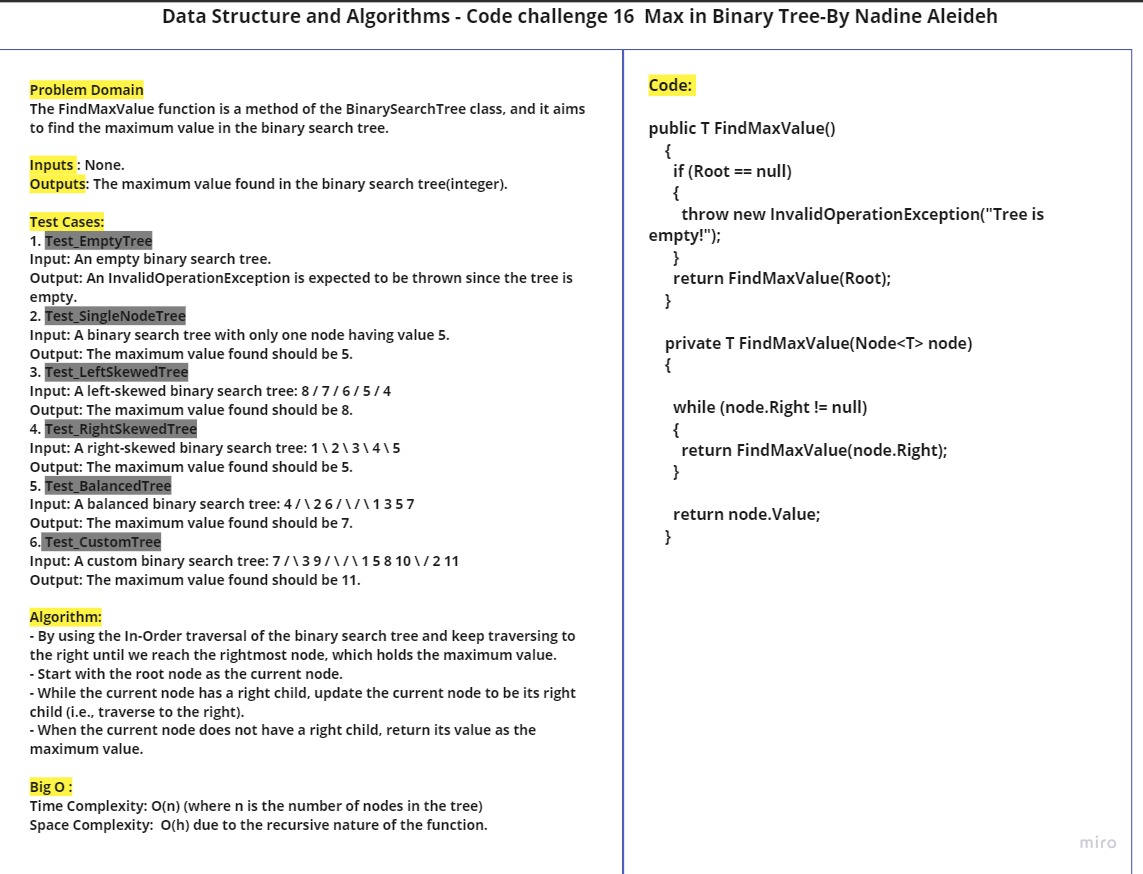 Data Structure and Algorithms - Code challenge 16 Max in Binary Tree-By Nadine Aleideh
Problem Domain
The FindMaxValue function is a method of the BinarySearchTree class, and it aims
to find the maximum value in the binary search tree.
Inputs : None.
Outputs: The maximum value found in the binary search tree(integer).
Test Cases:
1. Test_EmptyTree
Input: An empty binary search tree.
Output: An InvalidOperationException is expected to be thrown since the tree is
empty.
2. Test_SingleNodeTree
Input: A binary search tree with only one node having value 5.
Output: The maximum value found should be 5.
3. Test_LeftSkewedTree
Input: A left-skewed binary search tree: 8 / 7 / 6 / 5 / 4
Output: The maximum value found should be 8.
4. Test_RightSkewedTree
Input: A right-skewed binary search tree: 1 \ 2 \ 3 \ 4 \ 5
Output: The maximum value found should be 5.
5. Test_BalancedTree
Input: A balanced binary search tree: 4 / \ 2 6 / \ / \ 1 3 5 7
Output: The maximum value found should be 7.
6. Test_CustomTree
Input: A custom binary search tree: 7 / \ 3 9 / \ / \ 1 5 8 10 \ / 2 11
Output: The maximum value found should be 11.
Algorithm:
- By using the In-Order traversal of the binary search tree and keep traversing to
the right until we reach the rightmost node, which holds the maximum value.
- Start with the root node as the current node.
- While the current node has a right child, update the current node to be its right
child (i.e., traverse to the right).
- When the current node does not have a right child, return its value as the
maximum value.
Big O :
Time Complexity: O(n) (where n is the number of nodes in the tree)
Space Complexity: O(h) due to the recursive nature of the function.
Code:
public T FindMaxValue()
{
if (Root == null)
{
throw new InvalidOperationException("Tree is
empty!");
}
return FindMaxValue(Root);
}
private T FindMaxValue(Node<T> node)
{
while (node.Right != null)
{
return FindMaxValue(node.Right);
}
return node.Value;
}
miro